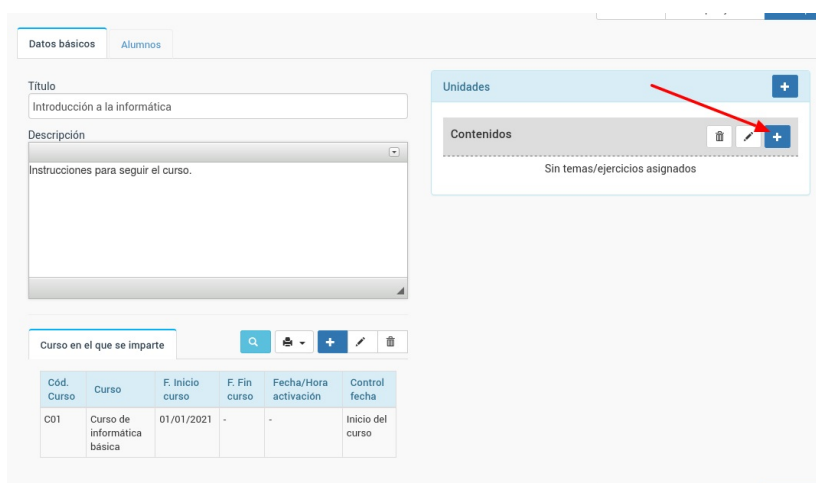 Datos básicos
Alumnos
Título
Introducción a la informática
Descripción
Instrucciones para seguir el curso.
Unidades
Contenidos
Sin temas/ejercicios asignados
Curso en el que se imparte
Cód. Curso
Curso
F. Inicio curso
F. Fin curso
Fecha/Hora activación
Control fecha
C01
Curso de informática básica
01/01/2021
-
-
Inicio del curso